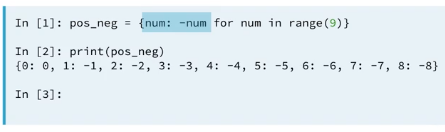 In [1]: pos_neg = {num: -num for num in range(9)}
In [2]: print(pos_neg)
{0: 0, 1: -1, 2: -2, 3: -3, 4: -4, 5: -5, 6: -6, 7: -7, 8: -8}
In [3]: